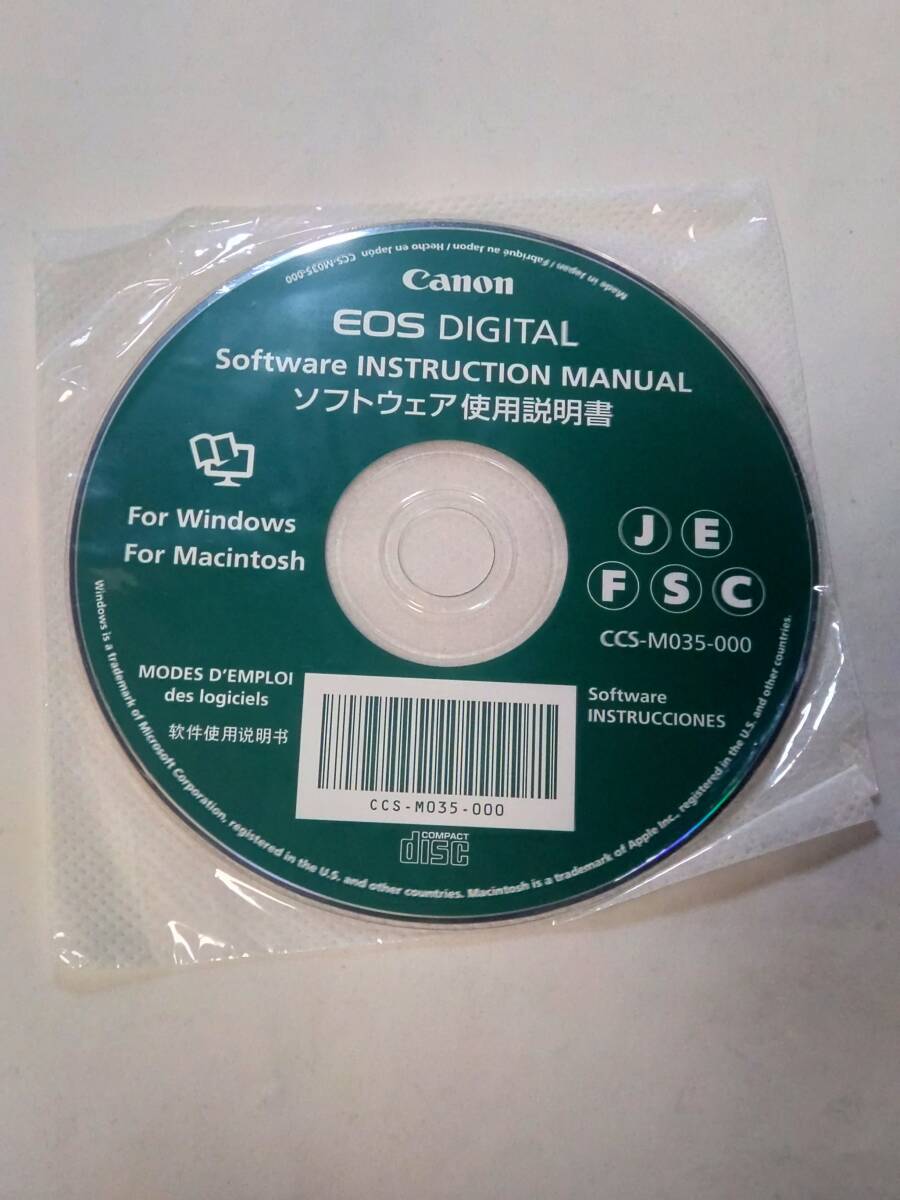 Made in Japan / Fabriqué au Japon / Hecho en Japón CCS-M035-000
Canon
EOS DIGITAL
Software INSTRUCTION MANUAL
ソフトウェア使用説明書
For Windows
For Macintosh
J E
F S C
CCS-M035-000
MODES D'EMPLOI
des logiciels
软件使用说明书
Software
INSTRUCCIONES
CCS-M035-000
COMPACT
disc
Windows is a trademark of Microsoft Corporation, registered in the U.S. and other countries. Macintosh is a trademark of Apple Inc., registered in the U.S. and other countries.